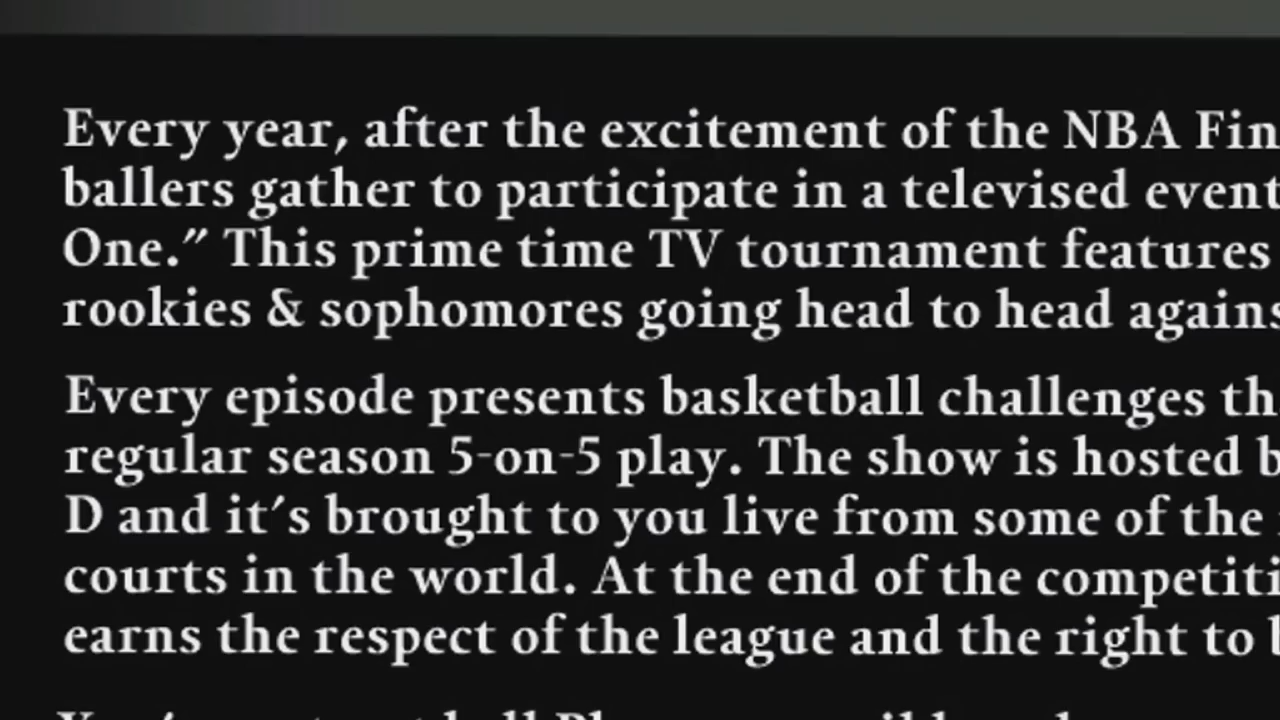 Every year, after the excitement of the NBA Fin
ballers gather to participate in a televised event
One.” This prime time TV tournament features
rookies & sophomores going head to head agains
Every episode presents basketball challenges th
regular season 5-on-5 play. The show is hosted b
D and it’s brought to you live from some of the
courts in the world. At the end of the competiti
earns the respect of the league and the right to b